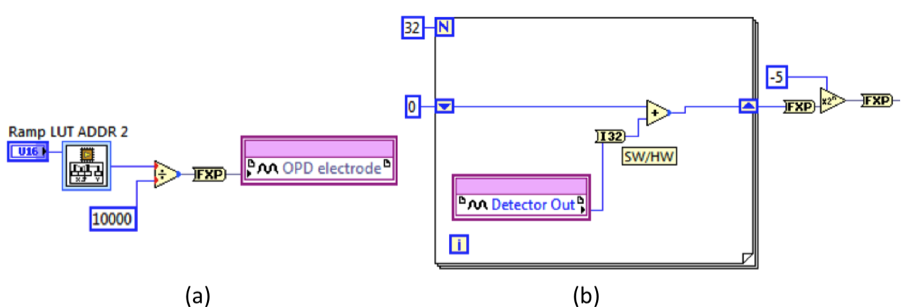 Ramp LUT ADDR 2
U16
10000
÷
FXP
OPD electrode
32
N
0
+
I32
SW/HW
Detector Out
i
-5
FXP
x2ⁿ
FXP
(a)
(b)